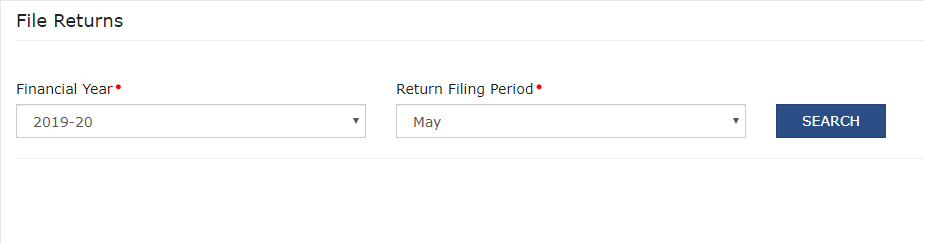 File Returns
Financial Year•
Return Filing Period•
2019-20
May
SEARCH